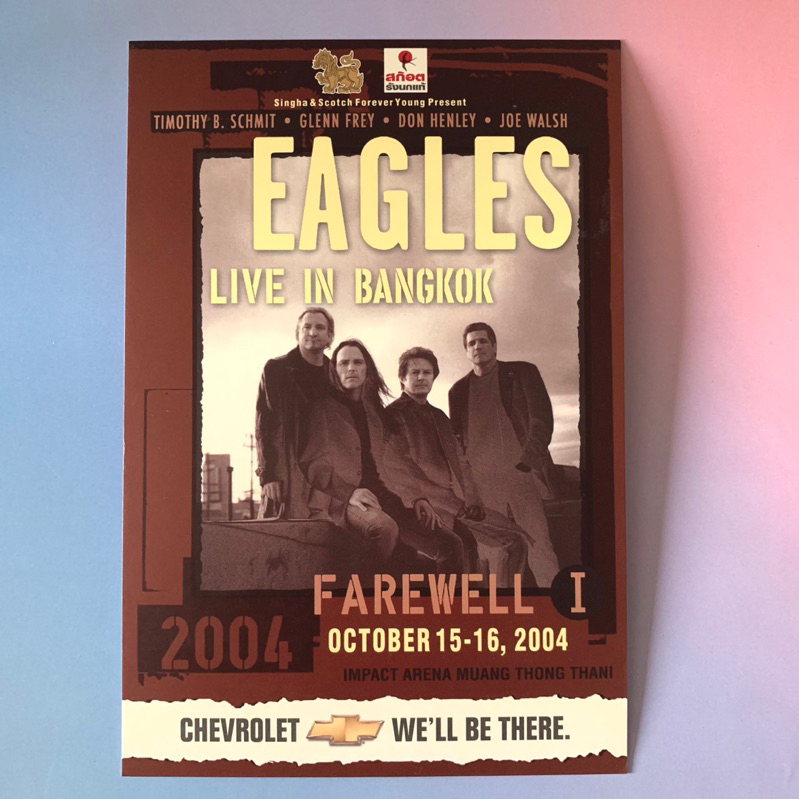 สก๊อต
รังนกแท้
Singha & Scotch Forever Young Present
TIMOTHY B. SCHMIT • GLENN FREY • DON HENLEY • JOE WALSH
EAGLES
LIVE IN BANGKOK
FAREWELL I
2004
OCTOBER 15-16, 2004
IMPACT ARENA MUANG THONG THANI
CHEVROLET WE'LL BE THERE.